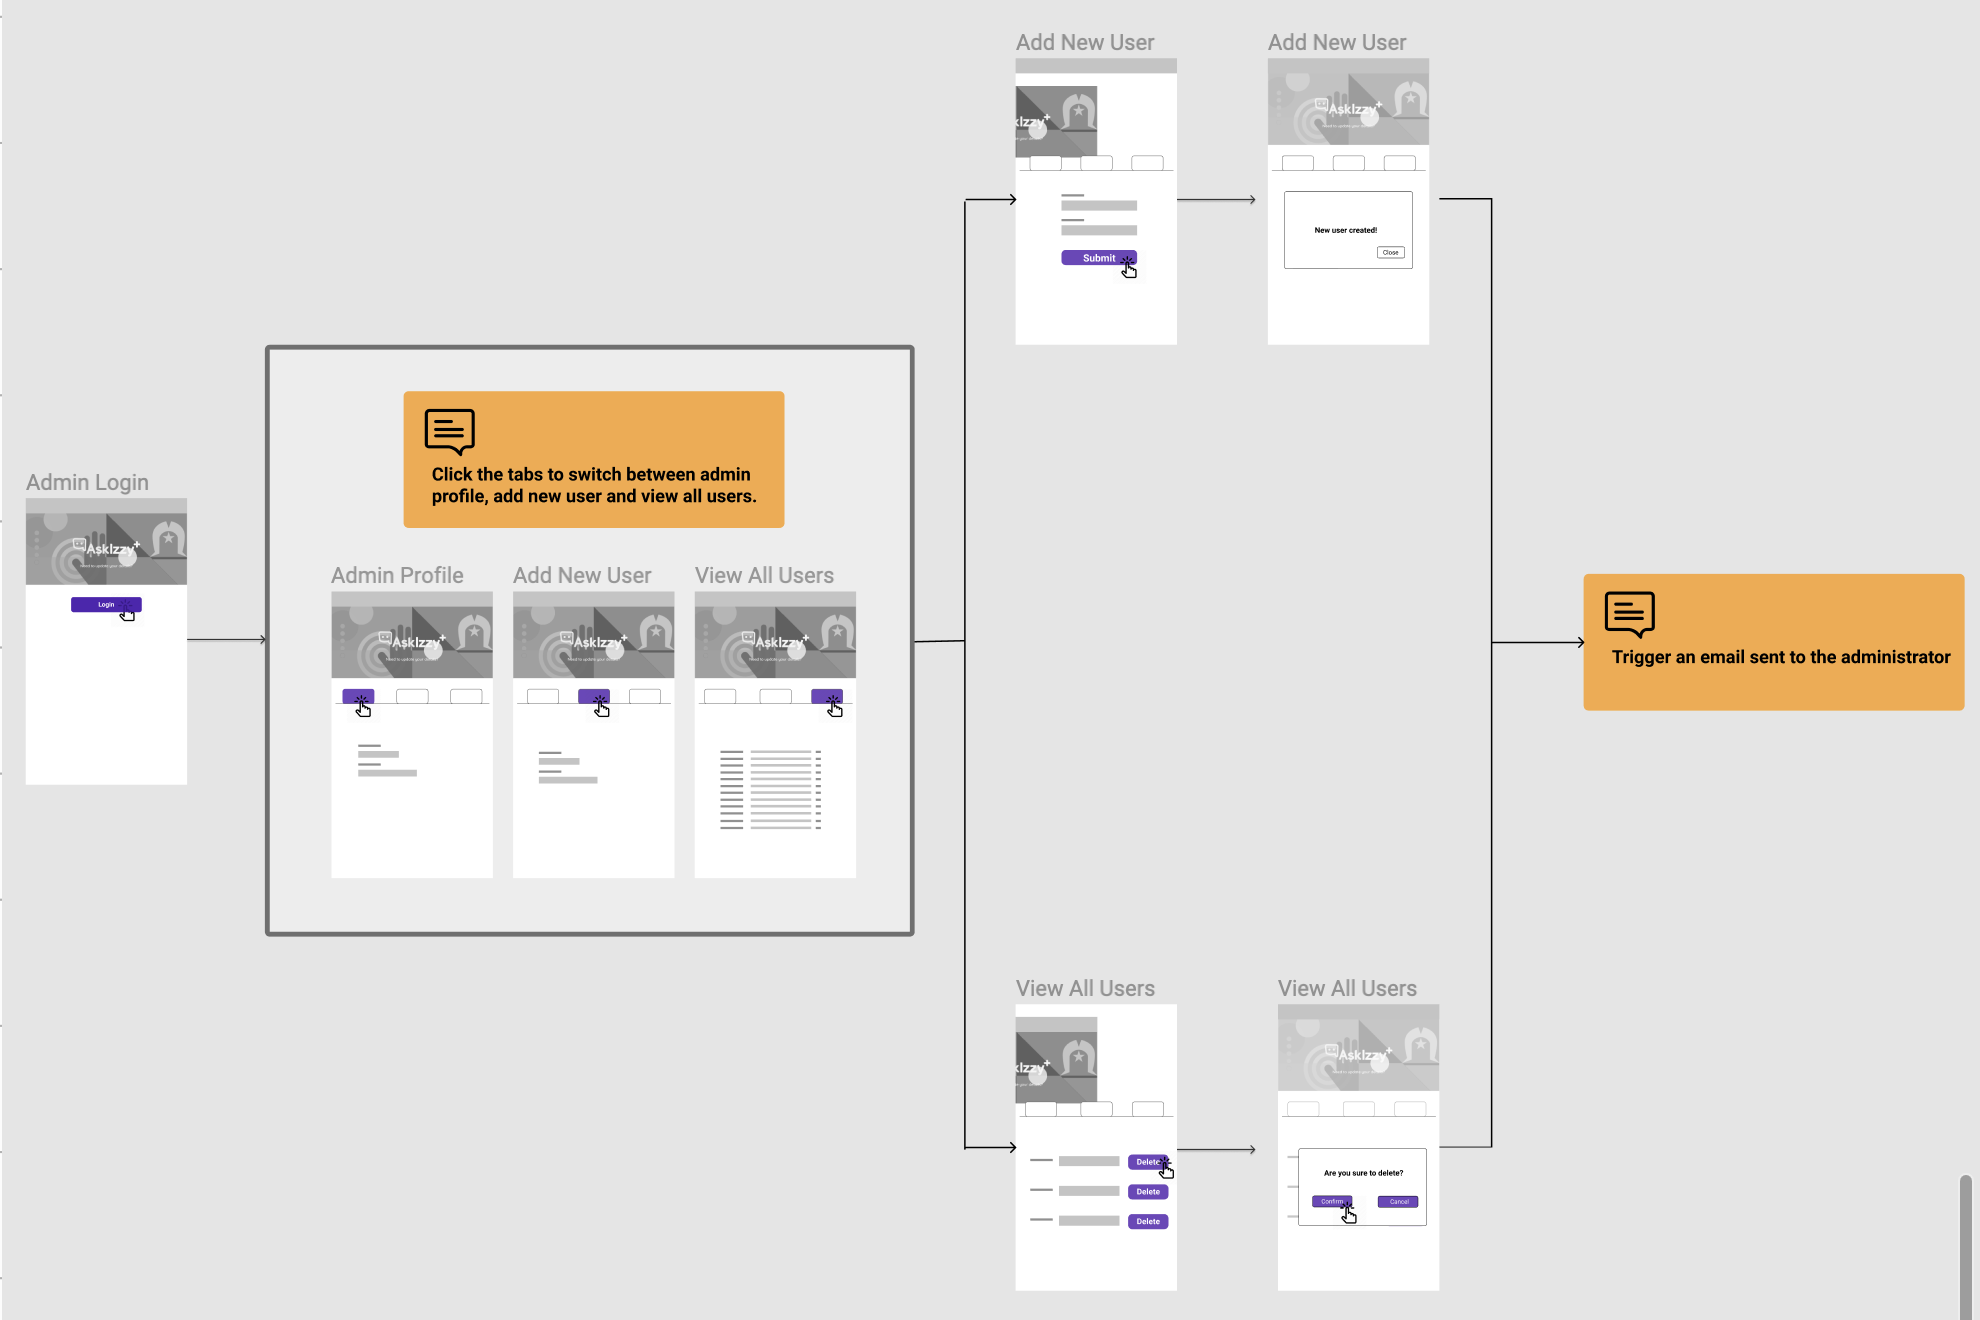 Add New User
Add New User
kIzzy+
AskIzzy+
New user created!
Close
Submit
Click the tabs to switch between admin
profile, add new user and view all users.
Admin Login
AskIzzy+
Login
Admin Profile
Add New User
View All Users
AskIzzy+
AskIzzy+
AskIzzy+
Trigger an email sent to the administrator
View All Users
View All Users
kIzzy+
AskIzzy+
Delete
Delete
Delete
Are you sure to delete?
Confirm
Cancel